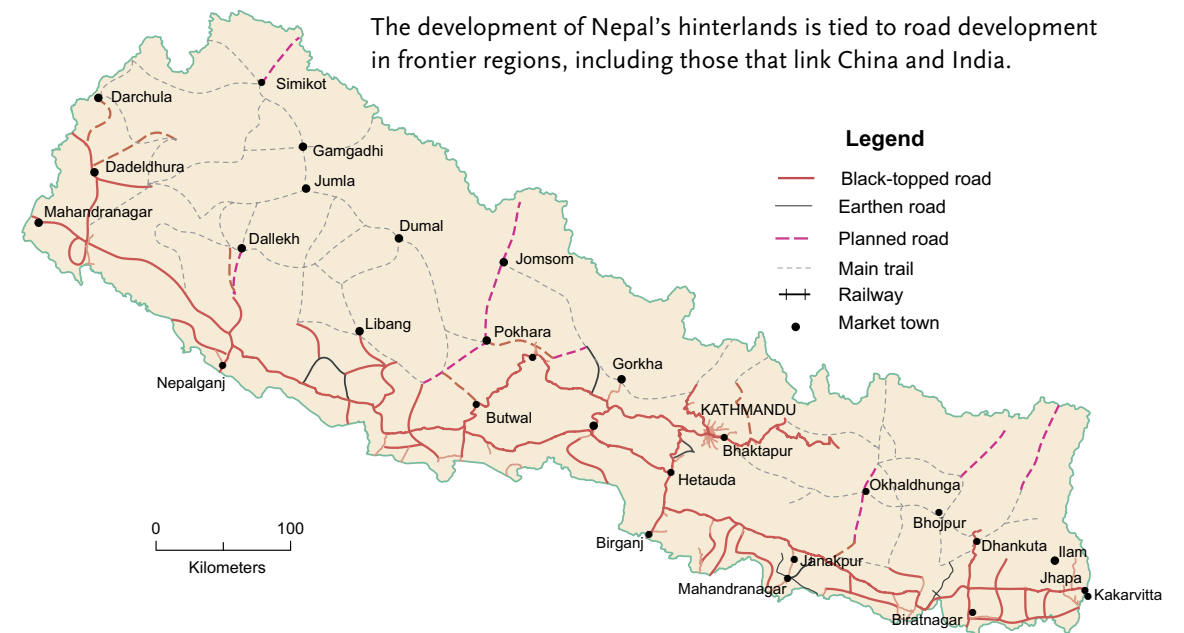 The development of Nepal's hinterlands is tied to road development
in frontier regions, including those that link China and India.
Simikot
Darchula
Legend
Gamgadhi
Dadeldhura
Black-topped road
Jumla
Earthen road
Mahandranagar
Dumal
Planned road
Dallekh
Jomsom
Main trail
Railway
Market town
Libang
Pokhara
Gorkha
Nepalganj
KATHMANDU
Butwal
Bhaktapur
Hetauda
Okhaldhunga
0 100
Bhojpur
Birganj
Dhankuta
Ilam
Kilometers
Janakpur
Jhapa
Mahandranagar
Kakarvitta
Biratnagar